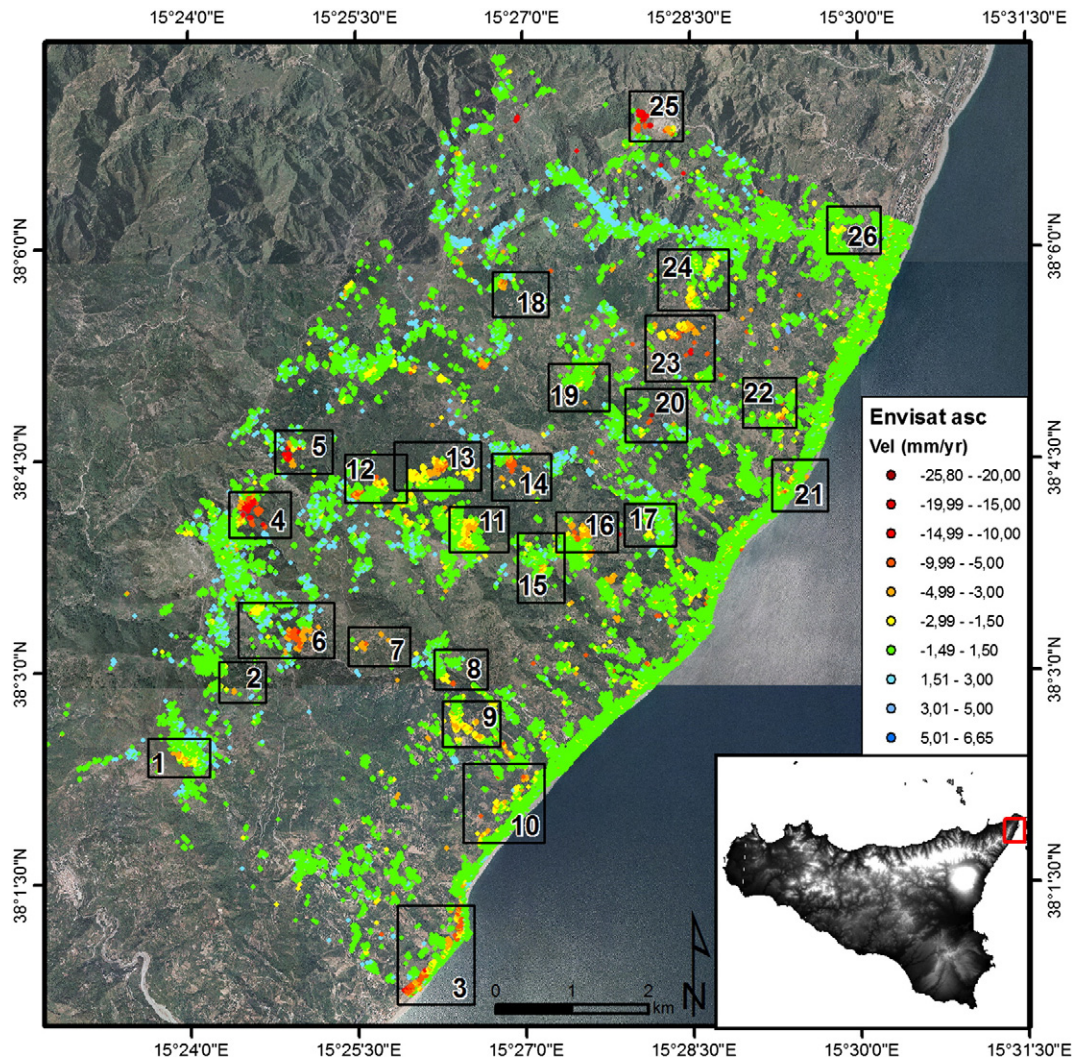 15°24'0"E 15°25'30"E 15°27'0"E 15°28'30"E 15°30'0"E 15°31'30"E
25
26
38°6'0"N 38°6'0"N
24
18
23
19
20
22
Envisat asc
Vel (mm/yr)
-25,80 - -20,00
-19,99 - -15,00
-14,99 - -10,00
-9,99 - -5,00
-4,99 - -3,00
-2,99 - -1,50
-1,49 - 1,50
1,51 - 3,00
3,01 - 5,00
5,01 - 6,65
5
13
12
14
38°4'30"N 38°4'30"N
21
4
11
16
17
15
6
7
8
2
38°3'0"N 38°3'0"N
9
1
10
38°1'30"N 38°1'30"N
3
0 1 2
km
N
15°24'0"E 15°25'30"E 15°27'0"E 15°28'30"E 15°30'0"E 15°31'30"E